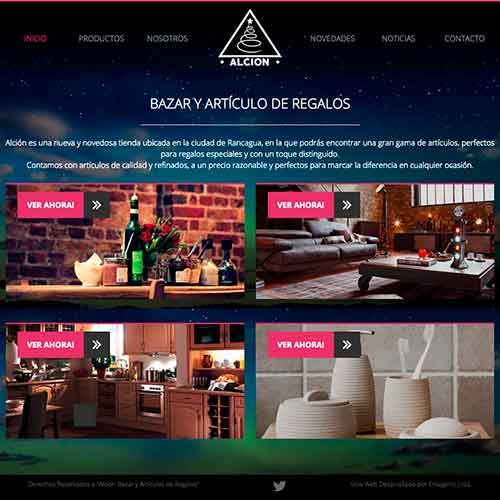 INICIO PRODUCTOS NOSOTROS NOVEDADES NOTICIAS CONTACTO
ALCION
BAZAR Y ARTÍCULO DE REGALOS
Alción es una nueva y novedosa tienda ubicada en la ciudad de Rancagua, en la que podrás encontrar una gran gama de artículos, perfectos
para regalos especiales y con un toque distinguido.
Contamos con artículos de calidad y refinados, a un precio razonable y perfectos para marcar la diferencia en cualquier ocasión.
VER AHORA!
VER AHORA!
VER AHORA!
VER AHORA!
Derechos Reservados a "Alción Bazar y Artículos de Regalos"
Sitio Web Desarrollado por